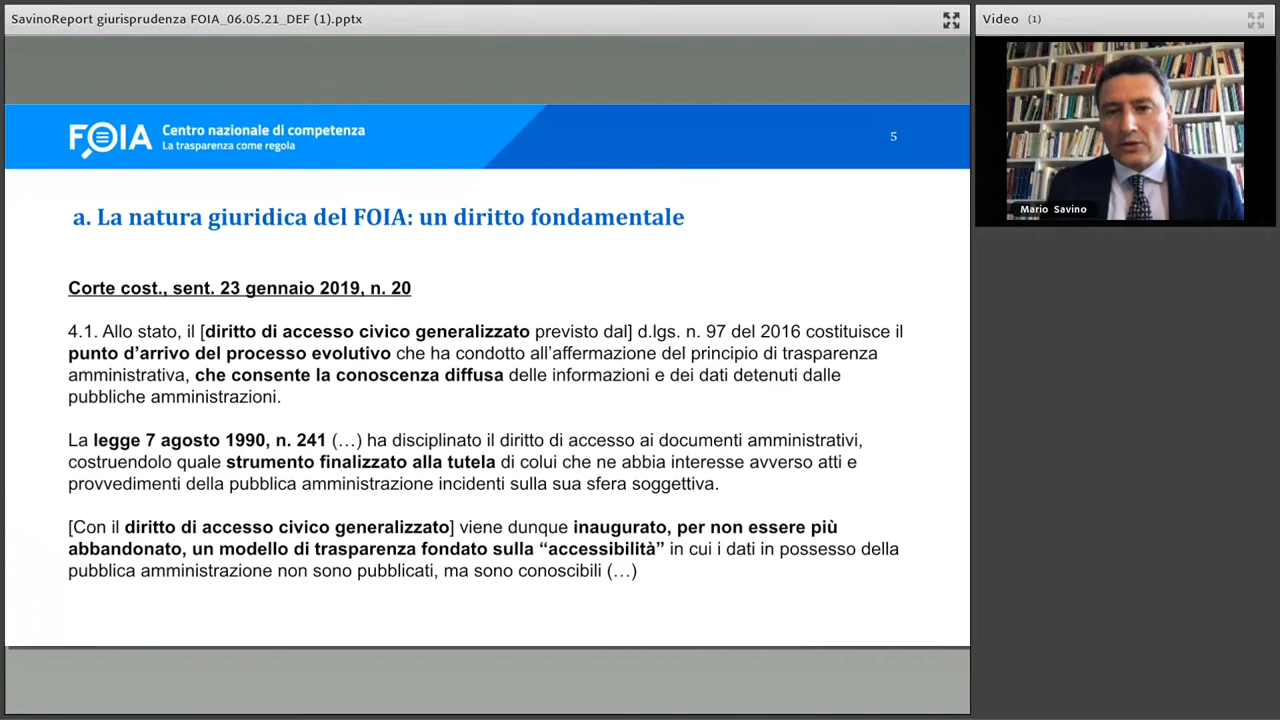 SavinoReport giurisprudenza FOIA_06.05.21_DEF (1).pptx
Video (1)
FOIA
Centro nazionale di competenza
La trasparenza come regola
5
Mario Savino
a. La natura giuridica del FOIA: un diritto fondamentale
Corte cost., sent. 23 gennaio 2019, n. 20
4.1. Allo stato, il [diritto di accesso civico generalizzato previsto dal] d.lgs. n. 97 del 2016 costituisce il
punto d’arrivo del processo evolutivo che ha condotto all’affermazione del principio di trasparenza
amministrativa, che consente la conoscenza diffusa delle informazioni e dei dati detenuti dalle
pubbliche amministrazioni.
La legge 7 agosto 1990, n. 241 (…) ha disciplinato il diritto di accesso ai documenti amministrativi,
costruendolo quale strumento finalizzato alla tutela di colui che ne abbia interesse avverso atti e
provvedimenti della pubblica amministrazione incidenti sulla sua sfera soggettiva.
[Con il diritto di accesso civico generalizzato] viene dunque inaugurato, per non essere più
abbandonato, un modello di trasparenza fondato sulla “accessibilità” in cui i dati in possesso della
pubblica amministrazione non sono pubblicati, ma sono conoscibili (…)